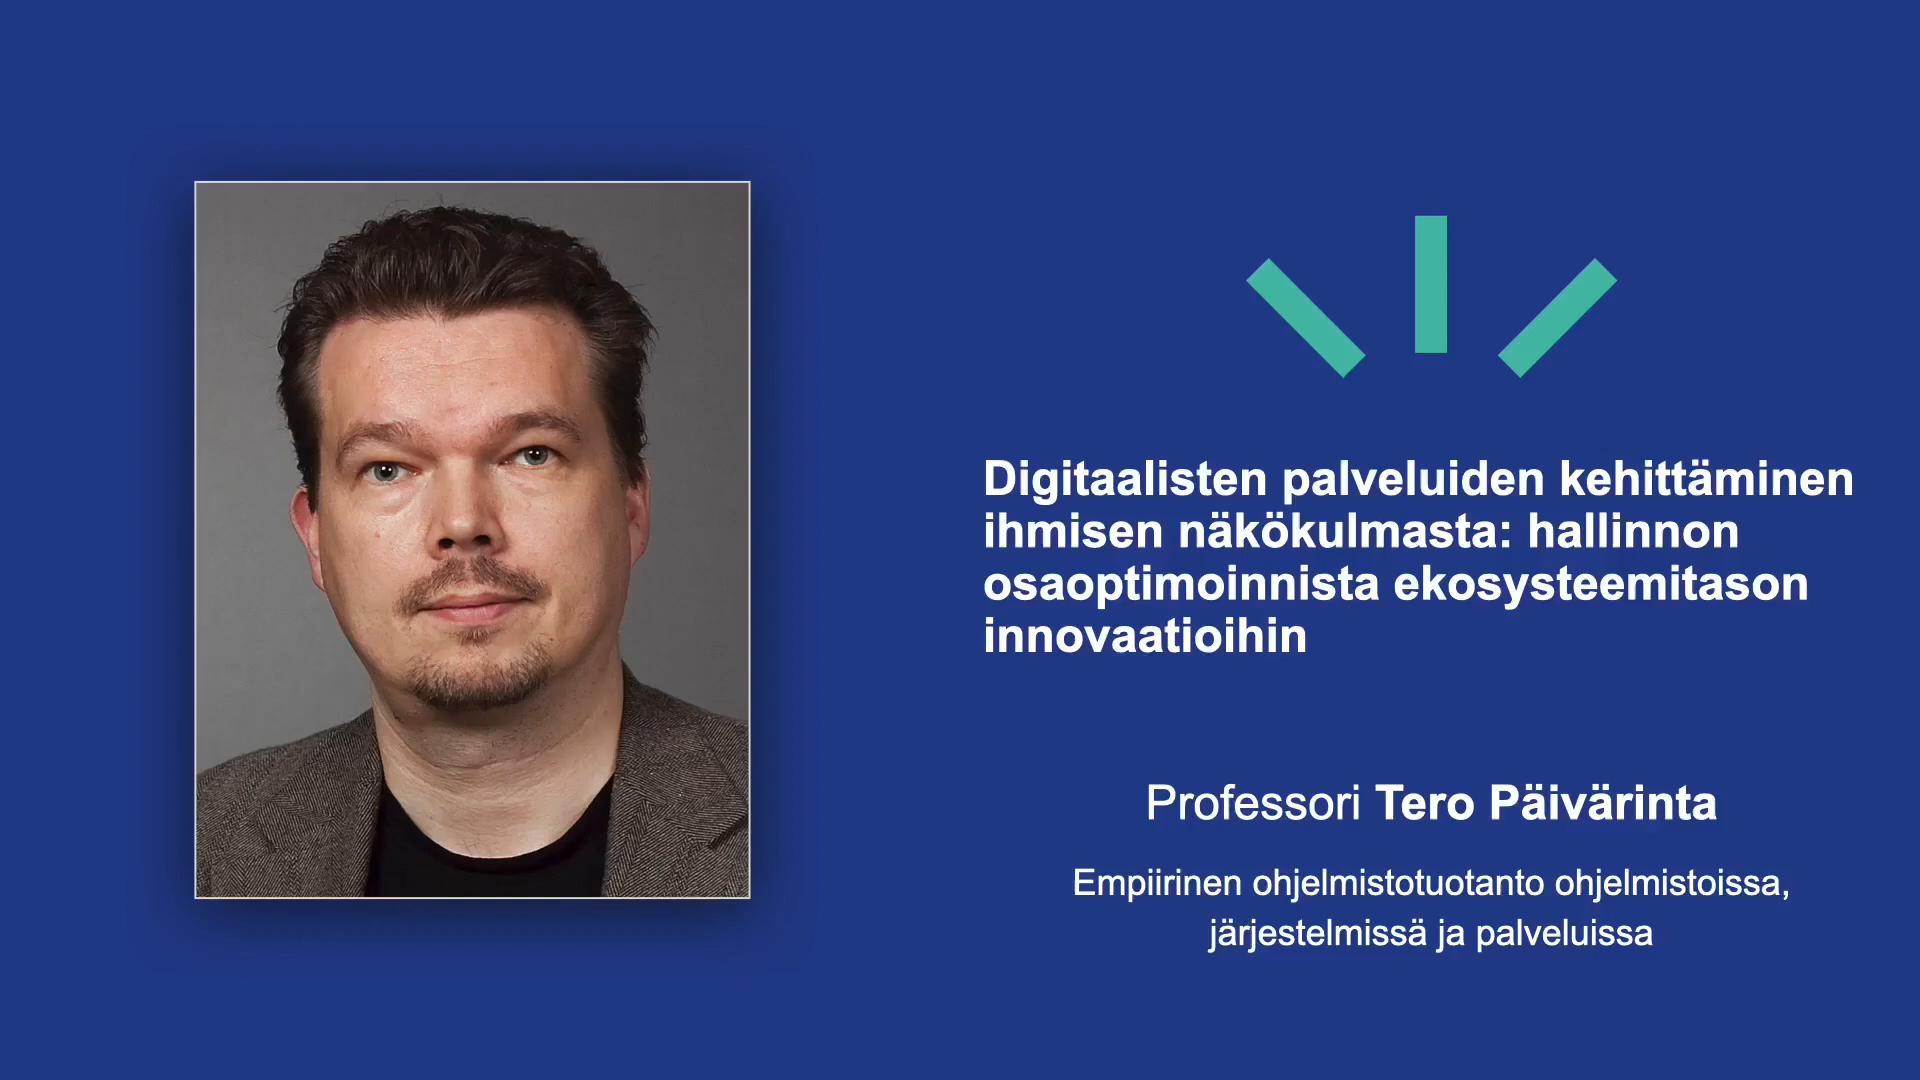 Digitaalisten palveluiden kehittäminen
ihmisen näkökulmasta: hallinnon
osaoptimoinnista ekosysteemitason
innovaatioihin
Professori Tero Päivärinta
Empiirinen ohjelmistotuotanto ohjelmistoissa,
järjestelmissä ja palveluissa